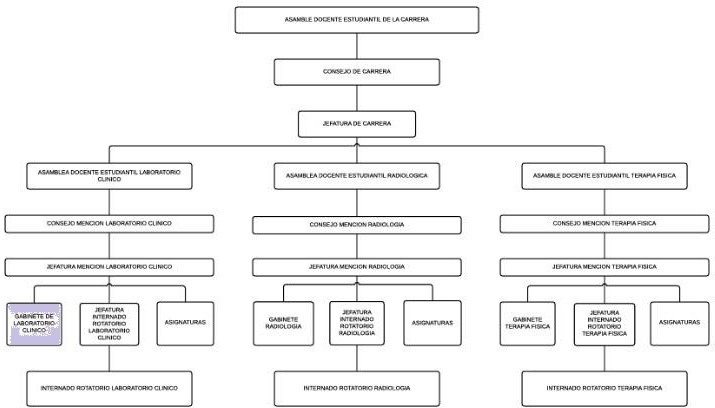 ASAMBLE DOCENTE ESTUDIANTIL DE LA CARRERA
CONSEJO DE CARRERA
JEFATURA DE CARRERA
ASAMBLEA DOCENTE ESTUDIANTIL LABORATORIO
CLINICO
ASAMBLEA DOCENTE ESTUDIANTIL RADIOLOGICA
ASAMBLE DOCENTE ESTUDIANTIL TERAPIA FISICA
CONSEJO MENCION LABORATORIO CLINICO
CONSEJO MENCION RADIOLOGIA
CONSEJO MENCION TERAPIA FISICA
JEFATURA MENCION LABORATORIO CLINICO
JEFATURA MENCION RADIOLOGIA
JEFATURA MENCION TERAPIA FISICA
GABINETE DE
LABORATORIO
CLINICO
JEFATURA
INTERNADO
ROTATORIO
LABORATORIO
CLINICO
ASIGNATURAS
GABINETE
RADIOLOGIA
JEFATURA
INTERNADO
ROTATORIO
RADIOLOGIA
ASIGNATURAS
GABINETE
TERAPIA FISICA
JEFATURA
INTERNADO
ROTATORIO
TERAPIA FISICA
ASIGNATURAS
INTERNADO ROTATORIO LABORATORIO CLINICO
INTERNADO ROTATORIO RADIOLOGIA
INTERNADO ROTATORIO TERAPIA FISICA